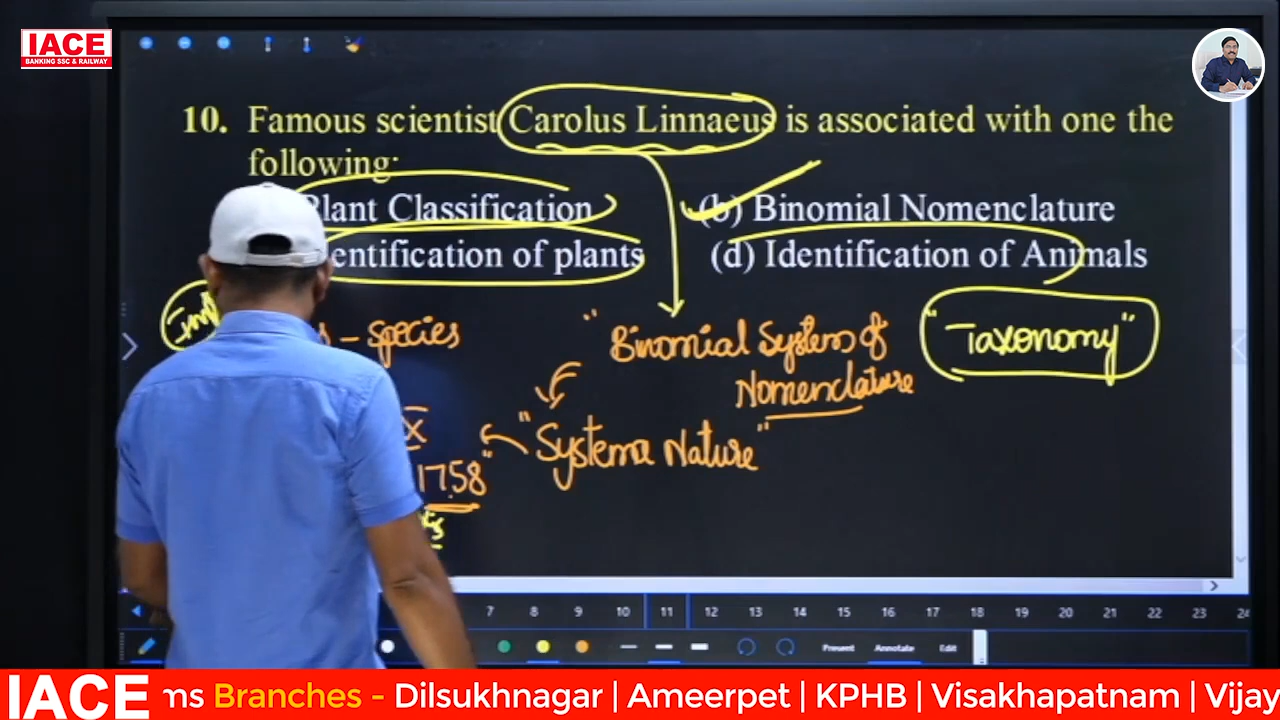 IACE
BANKING SSC & RAILWAY
10. Famous scientist Carolus Linnaeus is associated with one the
following:
Plant Classification
(b) Binomial Nomenclature
entification of plants
(d) Identification of Animals
Imp
s - Species
" Binomial System of
Nomenclature
"Taxonomy"
X
"Systema Nature"
1758"
ts
7 8 9 10 11 12 13 14 15 16 17 18 19 20 21 22 23 24
Present Annotate Edit
IACE ms Branches - Dilsukhnagar | Ameerpet | KPHB | Visakhapatnam | Vijay